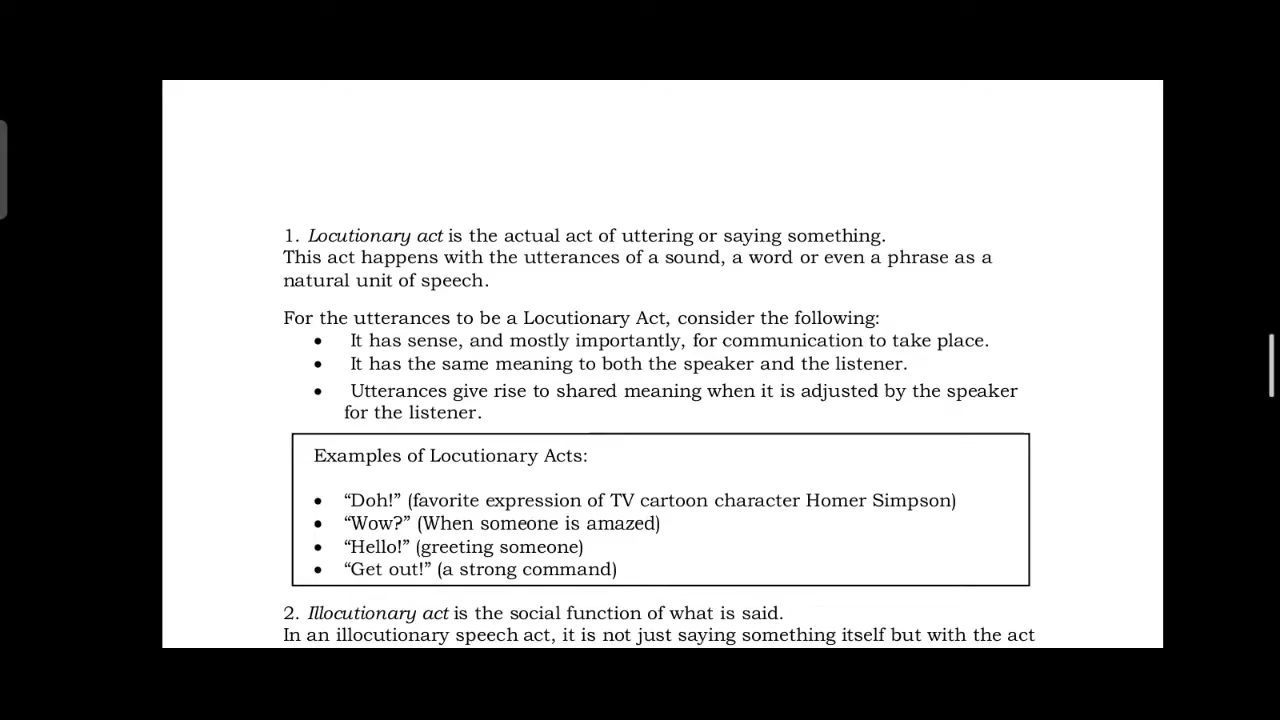 1. Locutionary act is the actual act of uttering or saying something.
This act happens with the utterances of a sound, a word or even a phrase as a
natural unit of speech.
For the utterances to be a Locutionary Act, consider the following:
• It has sense, and mostly importantly, for communication to take place.
• It has the same meaning to both the speaker and the listener.
• Utterances give rise to shared meaning when it is adjusted by the speaker
for the listener.
Examples of Locutionary Acts:
• “Doh!” (favorite expression of TV cartoon character Homer Simpson)
• “Wow?” (When someone is amazed)
• “Hello!” (greeting someone)
• “Get out!” (a strong command)
2. Illocutionary act is the social function of what is said.
In an illocutionary speech act, it is not just saying something itself but with the act